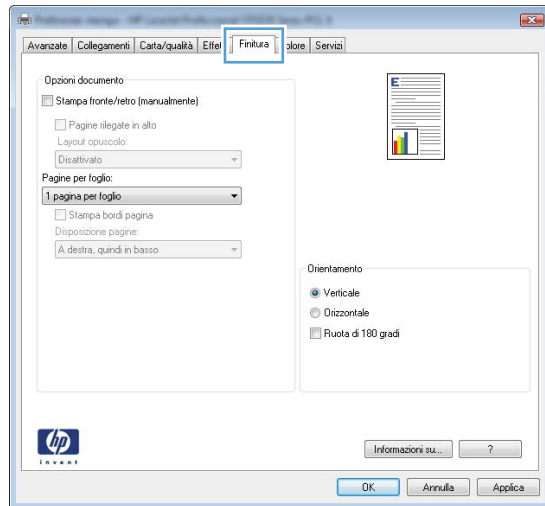 Avanzate Collegamenti Carta/qualità Effet Finitura olore Servizi
Opzioni documento
Stampa fronte/retro (manualmente)
Pagine rilegate in alto
Layout opuscolo:
Disattivato
Pagine per foglio:
1 pagina per foglio
Stampa bordi pagina
Disposizione pagine:
A destra, quindi in basso
E
Orientamento
Verticale
Orizzontale
Ruota di 180 gradi
hp
invent
Informazioni su... ?
OK Annulla Applica